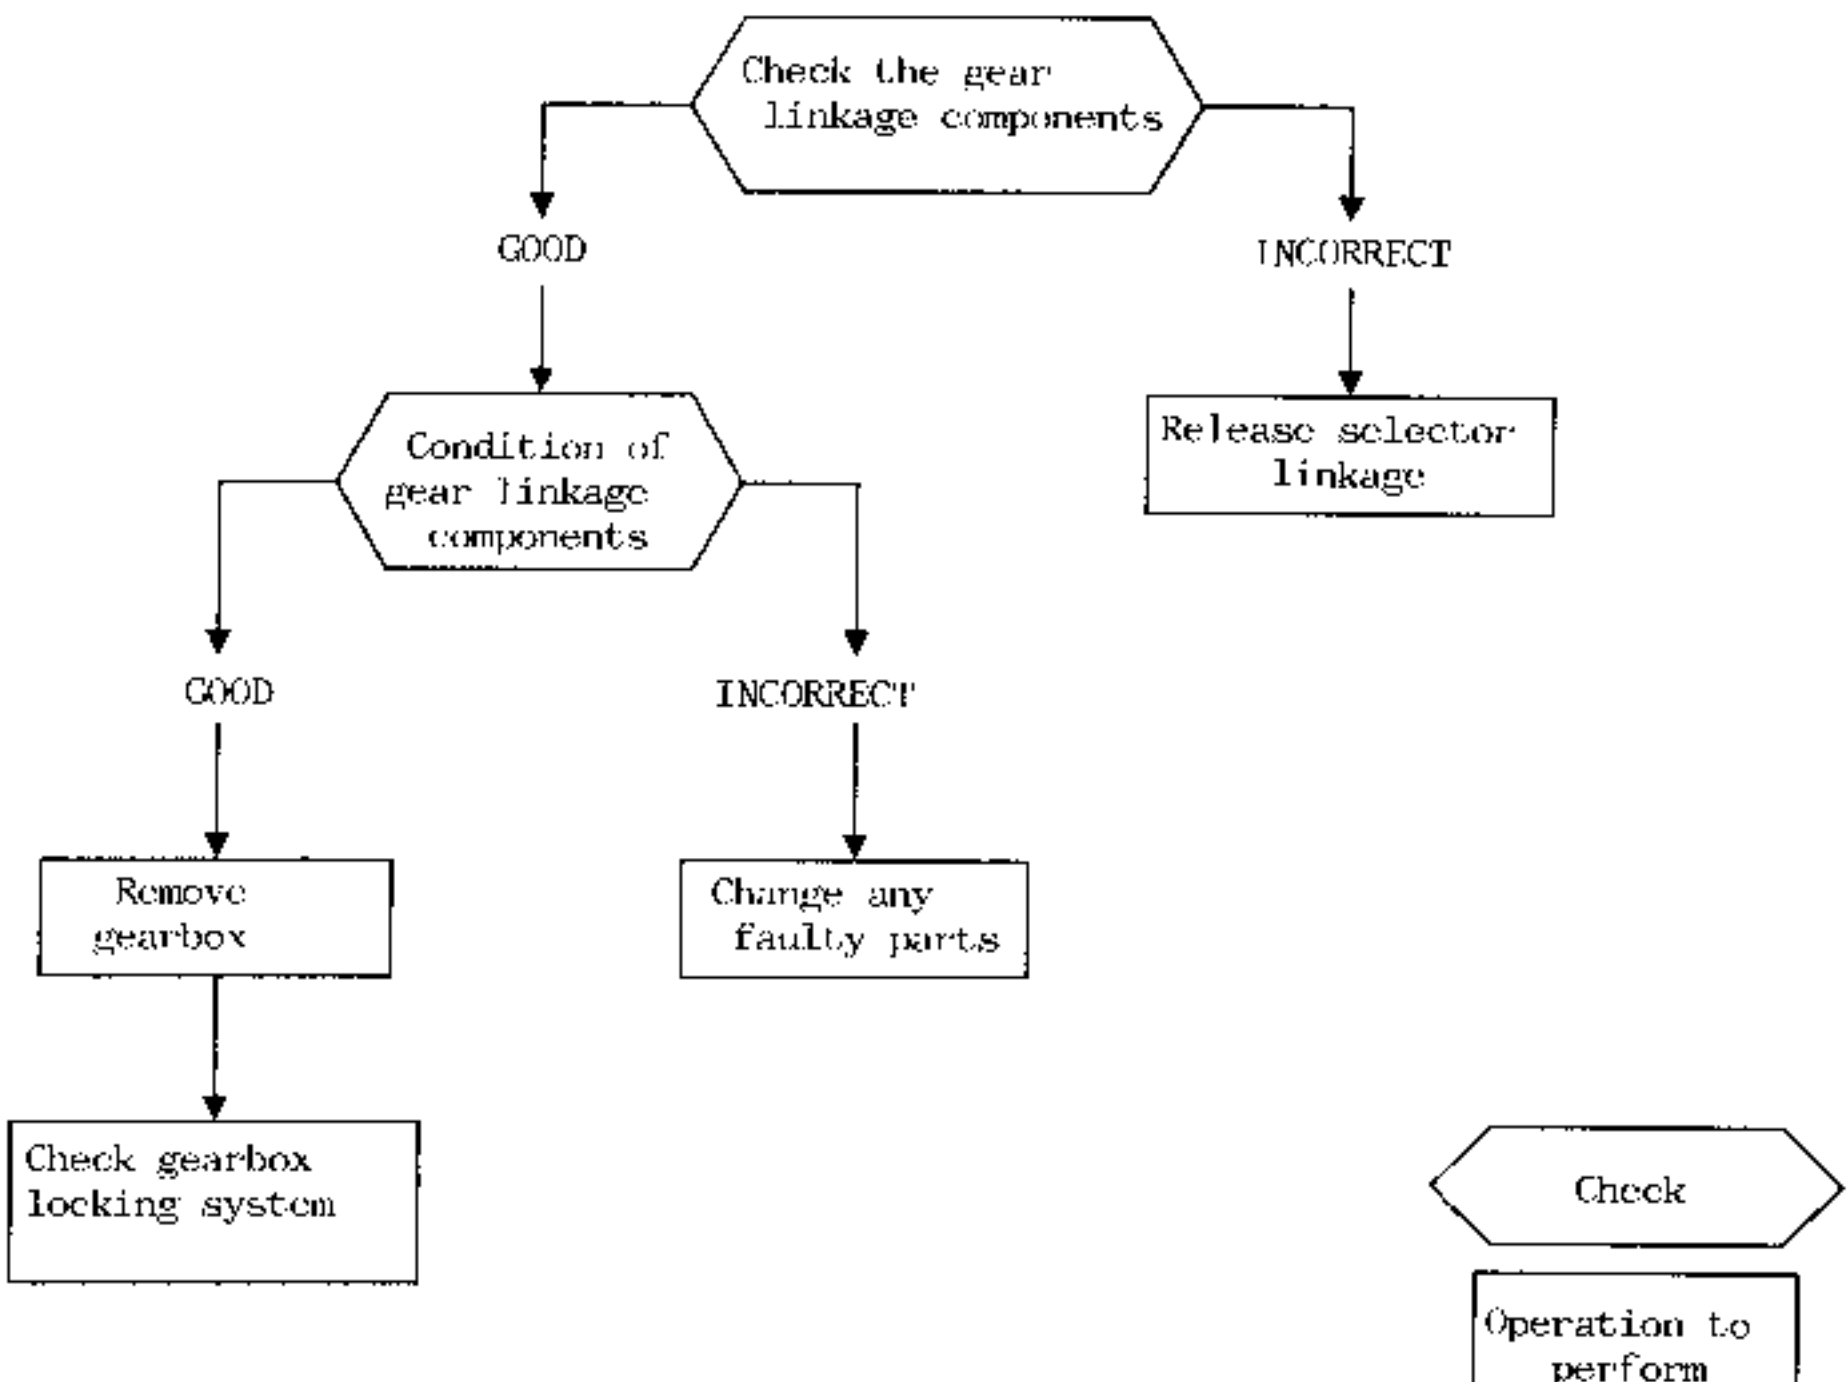 Check the gear
linkage components
GOOD
INCORRECT
Condition of
gear linkage
components
Release selector
linkage
GOOD
INCORRECT
Remove
gearbox
Change any
faulty parts
Check gearbox
locking system
Check
Operation to
perform